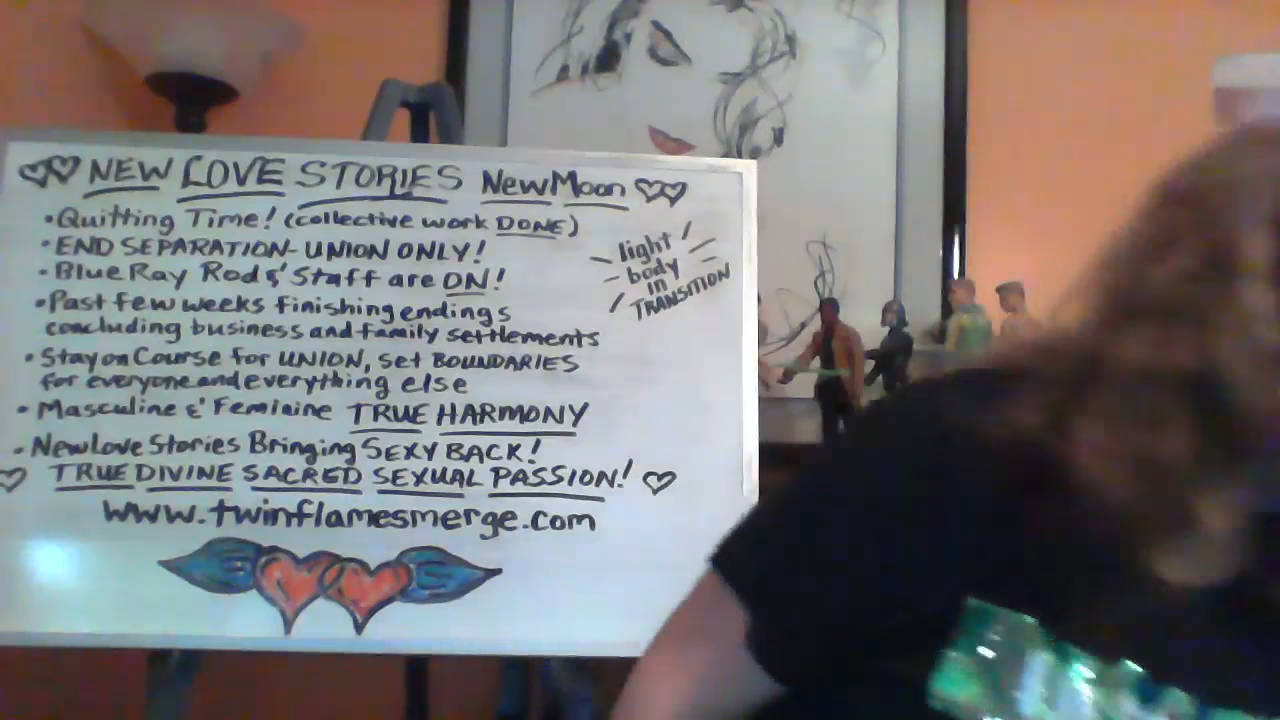 NEW LOVE STORIES New Moon
• Quitting Time! (collective work DONE)
• END SEPARATION - UNION ONLY!
• Blue Ray Rod & Staff are ON!
• Past few weeks finishing endings
concluding business and family settlements
• Stay on Course for UNION, set BOUNDARIES
for everyone and everything else
• Masculine & Feminine TRUE HARMONY
• New Love Stories Bringing SEXY BACK!
TRUE DIVINE SACRED SEXUAL PASSION!
www.twinflamesmerge.com
light
body
in
TRANSITION